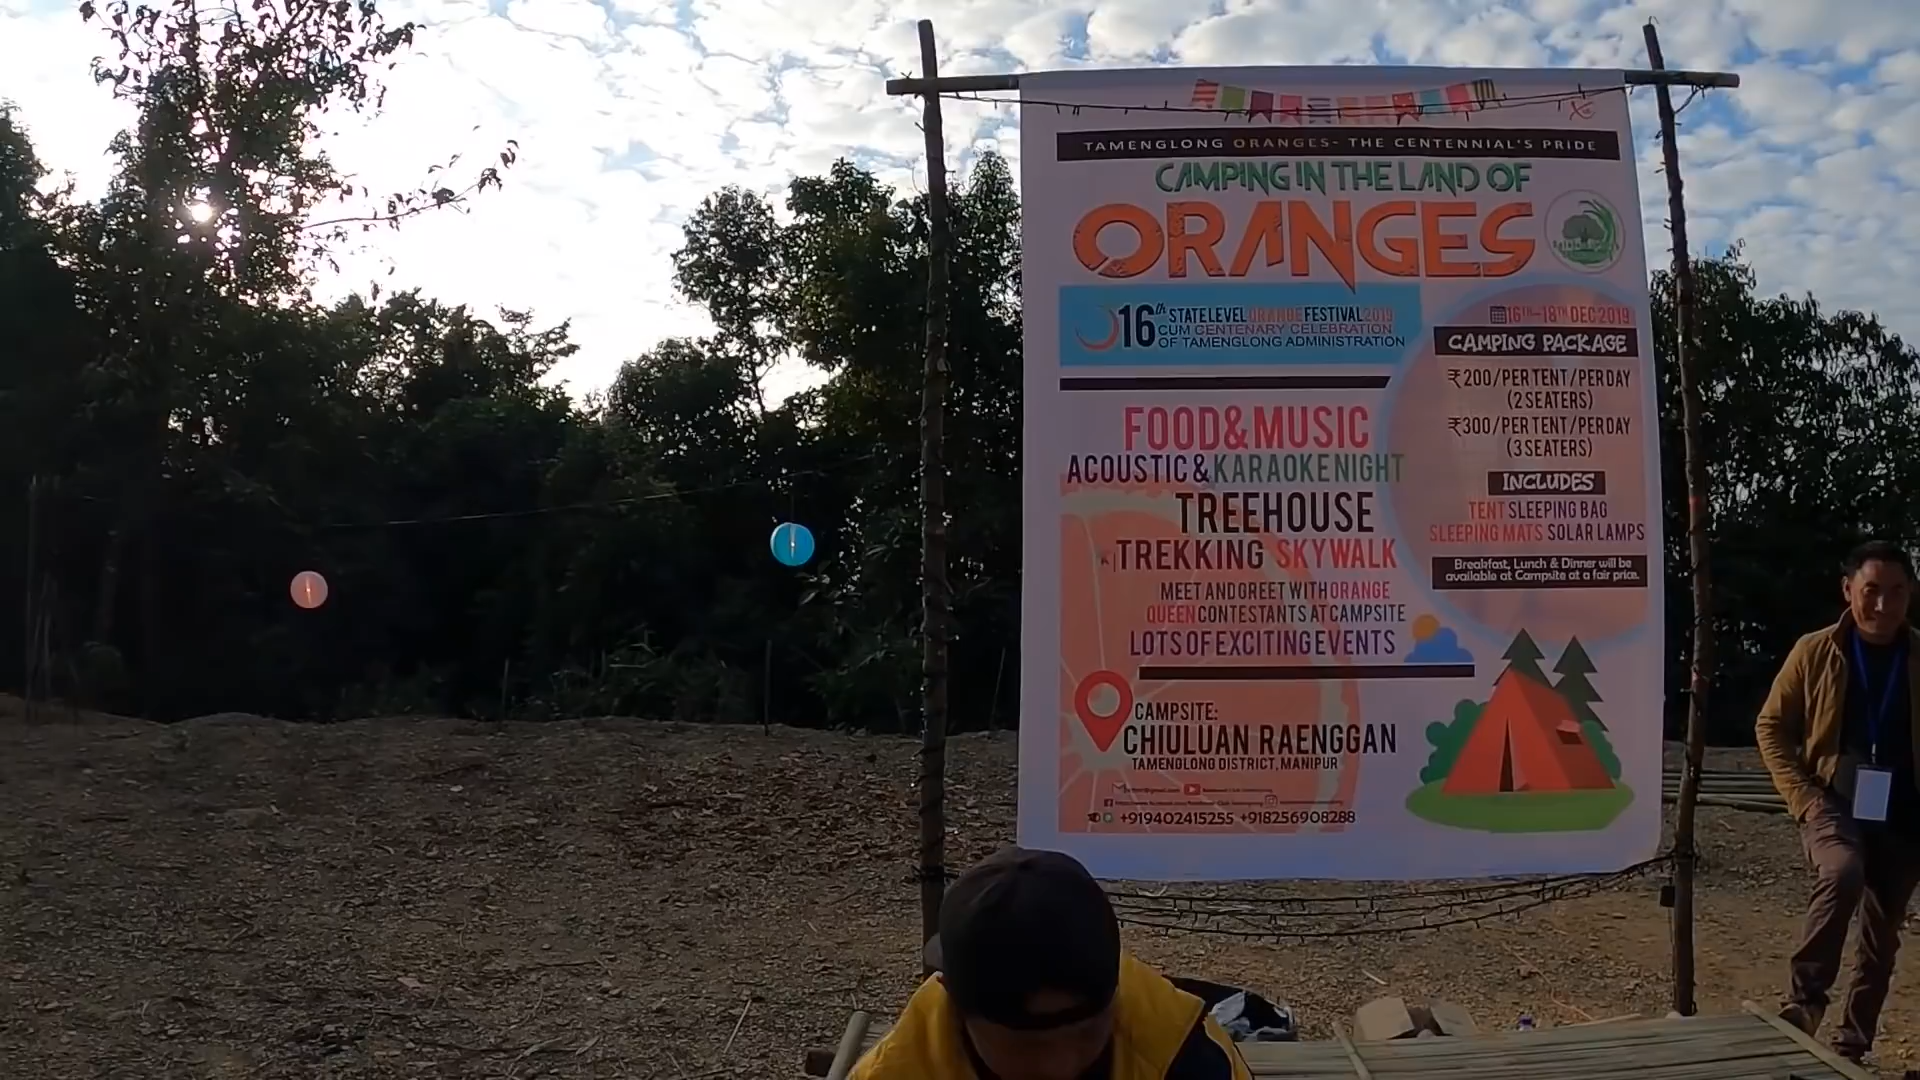 TAMENGLONG ORANGES- THE CENTENNIAL'S PRIDE
CAMPING IN THE LAND OF
ORANGES
16th STATE LEVEL ORANGE FESTIVAL 2019
CUM CENTENARY CELEBRATION
OF TAMENGLONG ADMINISTRATION
16TH-18TH DEC 2019
CAMPING PACKAGE
₹200/PER TENT/PER DAY
(2 SEATERS)
₹300/PER TENT/PER DAY
(3 SEATERS)
INCLUDES
TENT SLEEPING BAG
SLEEPING MATS SOLAR LAMPS
Breakfast, Lunch & Dinner will be
available at Campsite at a fair price.
FOOD & MUSIC
ACOUSTIC & KARAOKE NIGHT
TREEHOUSE
TREKKING SKYWALK
MEET AND GREET WITH ORANGE
QUEEN CONTESTANTS AT CAMPSITE
LOTS OF EXCITING EVENTS
CAMPSITE:
CHIULUAN RAENGGAN
TAMENGLONG DISTRICT, MANIPUR
+919402415255 +918256908288